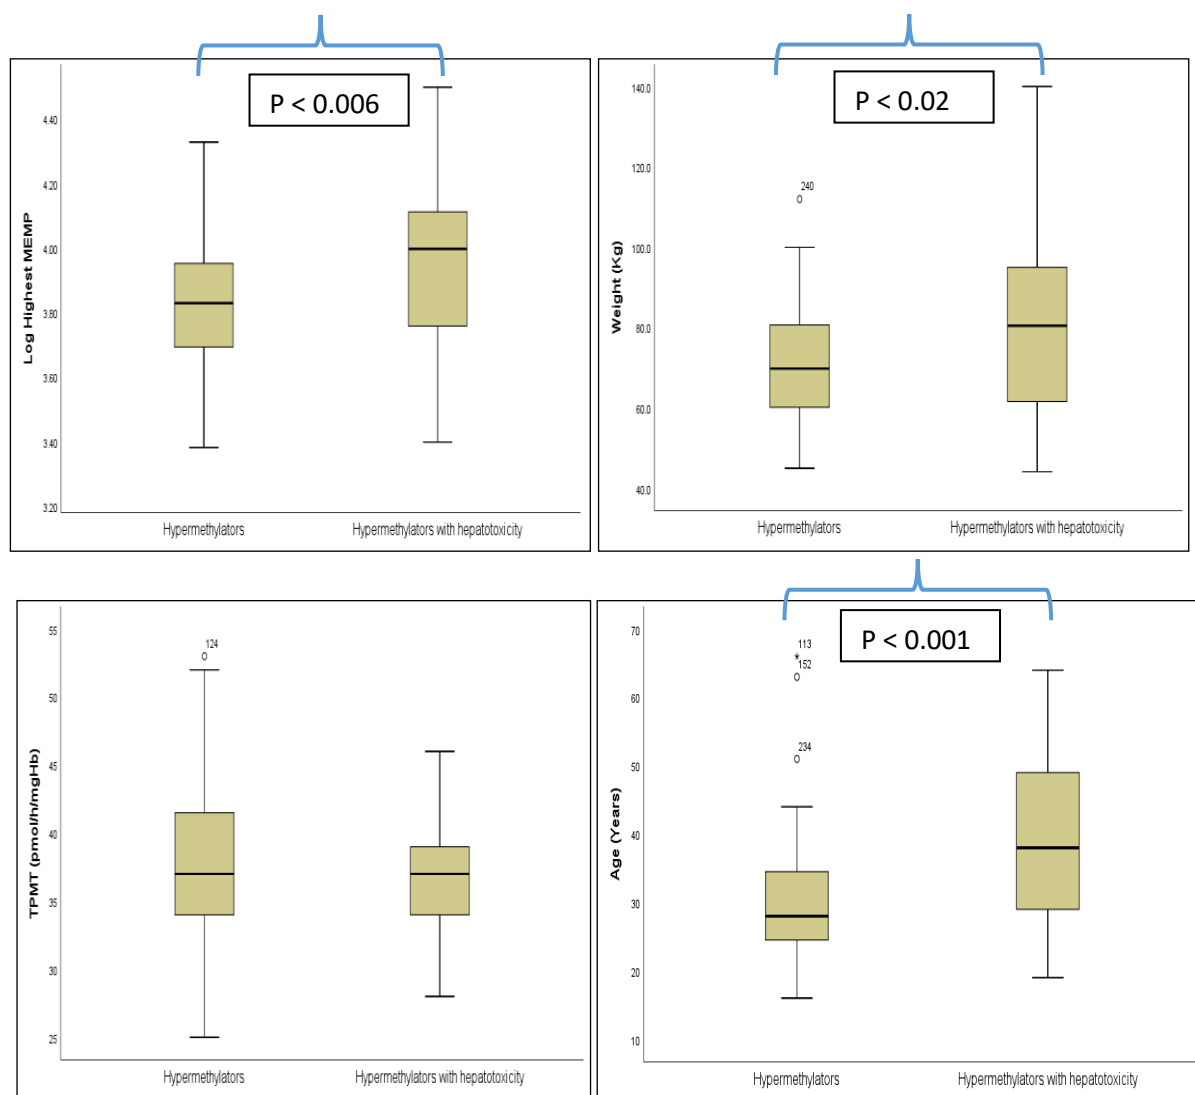 P < 0.006
Log Highest MEMP
4.40
4.20
4.00
3.80
3.60
3.40
3.20
Hypermethylators
Hypermethylators with hepatotoxicity
P < 0.02
Weight (Kg)
140.0
120.0
100.0
80.0
60.0
40.0
240
Hypermethylators
Hypermethylators with hepatotoxicity
TPMT (pmol/h/mgHb)
55
50
45
40
35
30
25
124
Hypermethylators
Hypermethylators with hepatotoxicity
P < 0.001
Age (Years)
70
60
50
40
30
20
10
113
*
152
234
Hypermethylators
Hypermethylators with hepatotoxicity